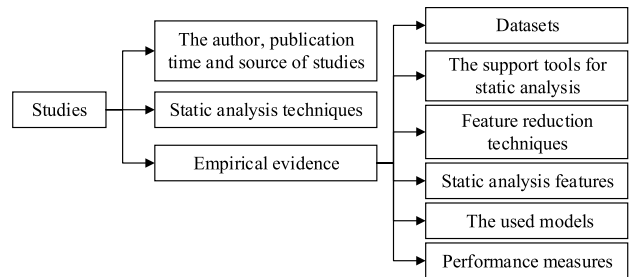 Studies
The author, publication
time and source of studies
Static analysis techniques
Empirical evidence
Datasets
The support tools for
static analysis
Feature reduction
techniques
Static analysis features
The used models
Performance measures